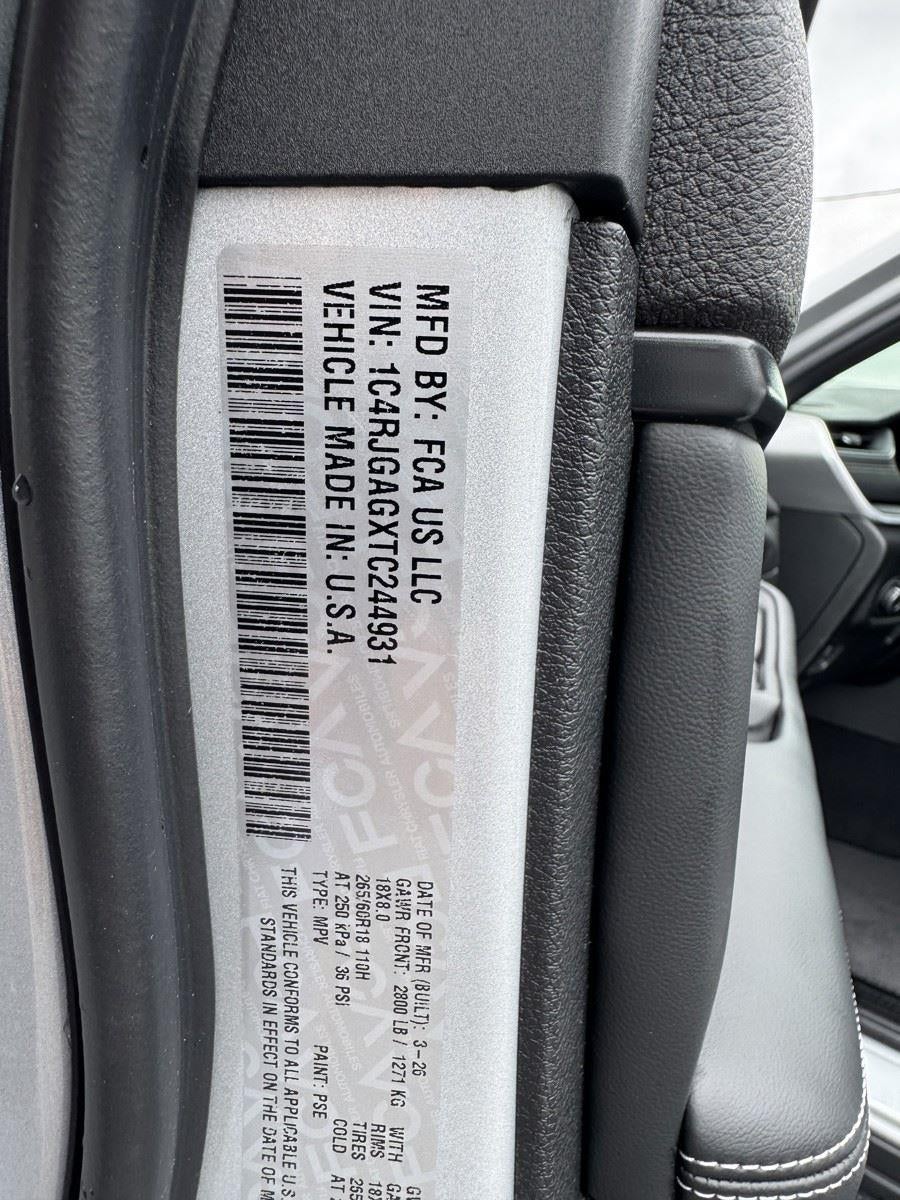 MFD BY: FCA US LLC
VIN: 1C4RJGAGXTC244931
VEHICLE MADE IN: U.S.A.
DATE OF MFR (BUILT): 3-26
GAWR FRONT: 2800 LB / 1271 KG WITH
18X8.0 RIMS
265/60R18 110H TIRES
AT 250 kPa / 36 PSI COLD AT
TYPE: MPV PAINT: PSE
THIS VEHICLE CONFORMS TO ALL APPLICABLE U.S.
STANDARDS IN EFFECT ON THE DATE OF